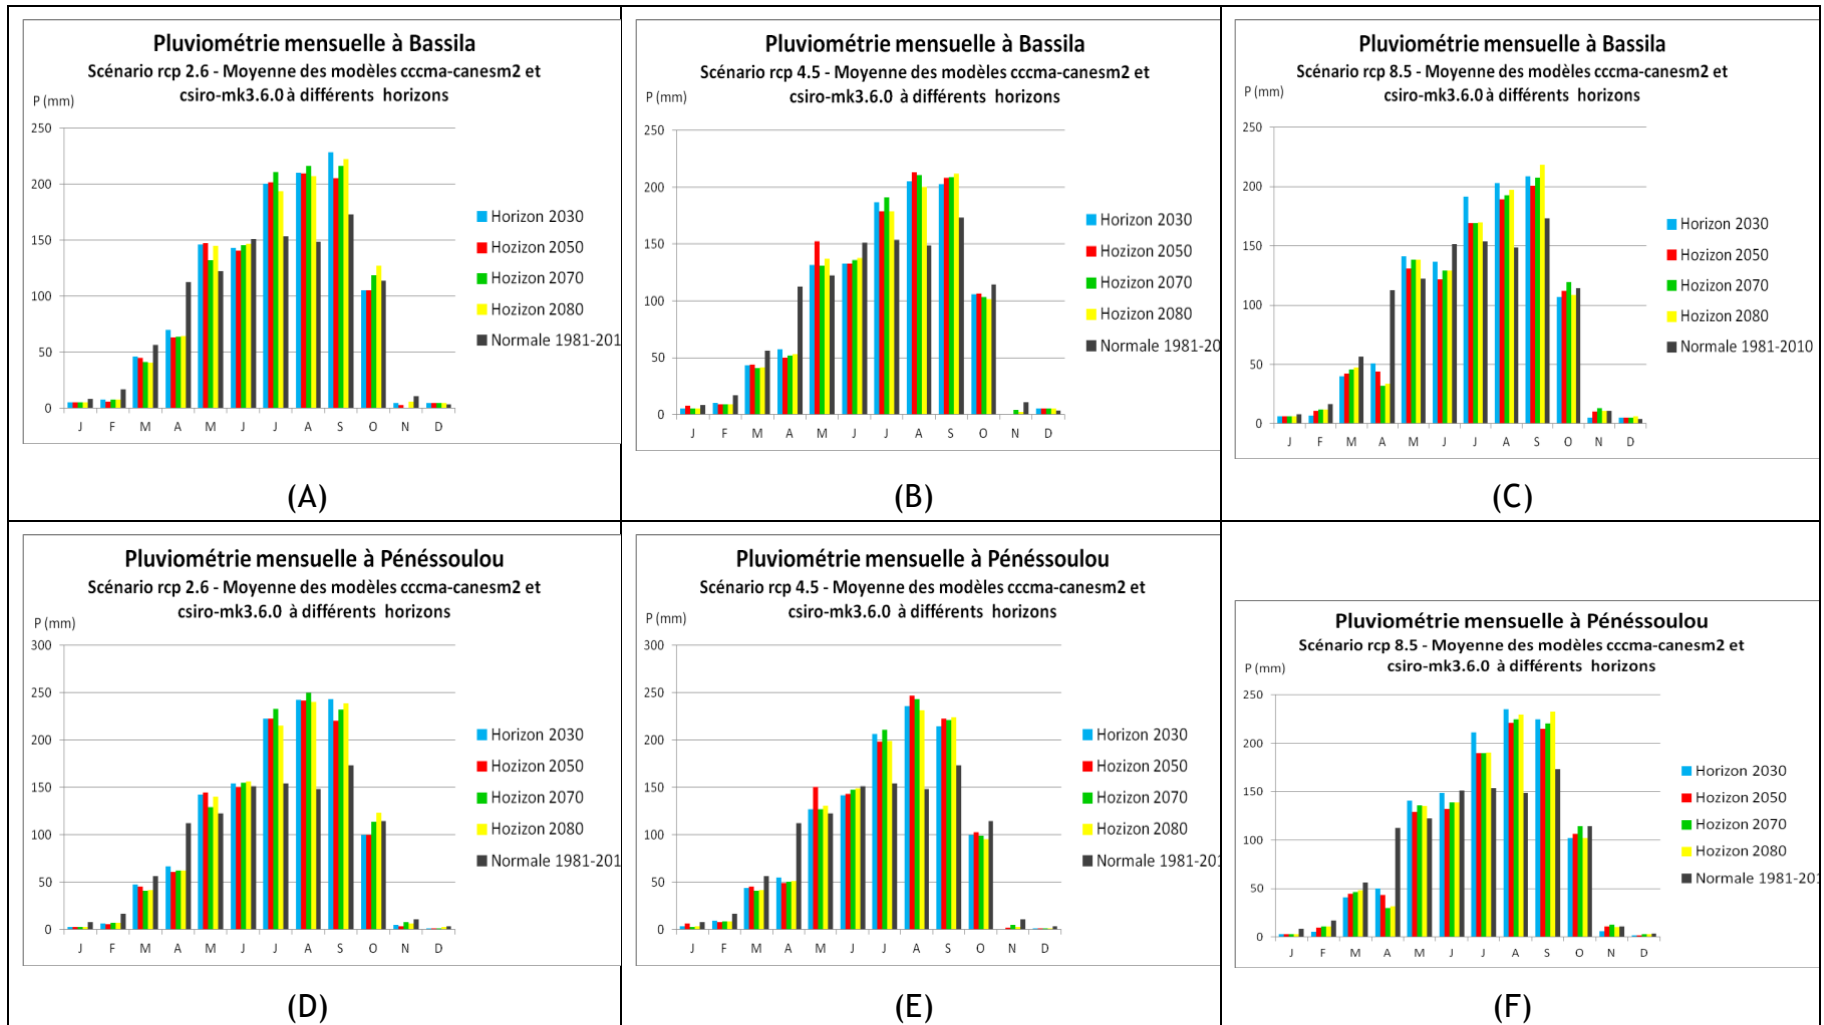 Pluviométrie mensuelle à Bassila
Scénario rcp 2.6 - Moyenne des modèles cccma-canesm2 et
csiro-mk3.6.0 à différents horizons
P (mm)
250
200
150
100
50
0
J F M A M J J A S O N D
Horizon 2030
Hozizon 2050
Hozizon 2070
Hozizon 2080
Normale 1981-201
(A)
Pluviométrie mensuelle à Bassila
Scénario rcp 4.5 - Moyenne des modèles cccma-canesm2 et
csiro-mk3.6.0 à différents horizons
P (mm)
250
200
150
100
50
0
J F M A M J J A S O N D
Horizon 2030
Hozizon 2050
Hozizon 2070
Hozizon 2080
Normale 1981-20
(B)
Pluviométrie mensuelle à Bassila
Scénario rcp 8.5 - Moyenne des modèles cccma-canesm2 et
csiro-mk3.6.0 à différents horizons
P (mm)
250
200
150
100
50
0
J F M A M J J A S O N D
Horizon 2030
Hozizon 2050
Hozizon 2070
Hozizon 2080
Normale 1981-2010
(C)
Pluviométrie mensuelle à Pénéssoulou
Scénario rcp 2.6 - Moyenne des modèles cccma-canesm2 et
csiro-mk3.6.0 à différents horizons
P (mm)
300
250
200
150
100
50
0
J F M A M J J A S O N D
Horizon 2030
Hozizon 2050
Hozizon 2070
Hozizon 2080
Normale 1981-201
(D)
Pluviométrie mensuelle à Pénéssoulou
Scénario rcp 4.5 - Moyenne des modèles cccma-canesm2 et
csiro-mk3.6.0 à différents horizons
P (mm)
300
250
200
150
100
50
0
J F M A M J J A S O N D
Horizon 2030
Hozizon 2050
Hozizon 2070
Hozizon 2080
Normale 1981-201
(E)
Pluviométrie mensuelle à Pénéssoulou
Scénario rcp 8.5 - Moyenne des modèles cccma-canesm2 et
csiro-mk3.6.0 à différents horizons
P (mm)
250
200
150
100
50
0
J F M A M J J A S O N D
Horizon 2030
Hozizon 2050
Hozizon 2070
Hozizon 2080
Normale 1981-201
(F)